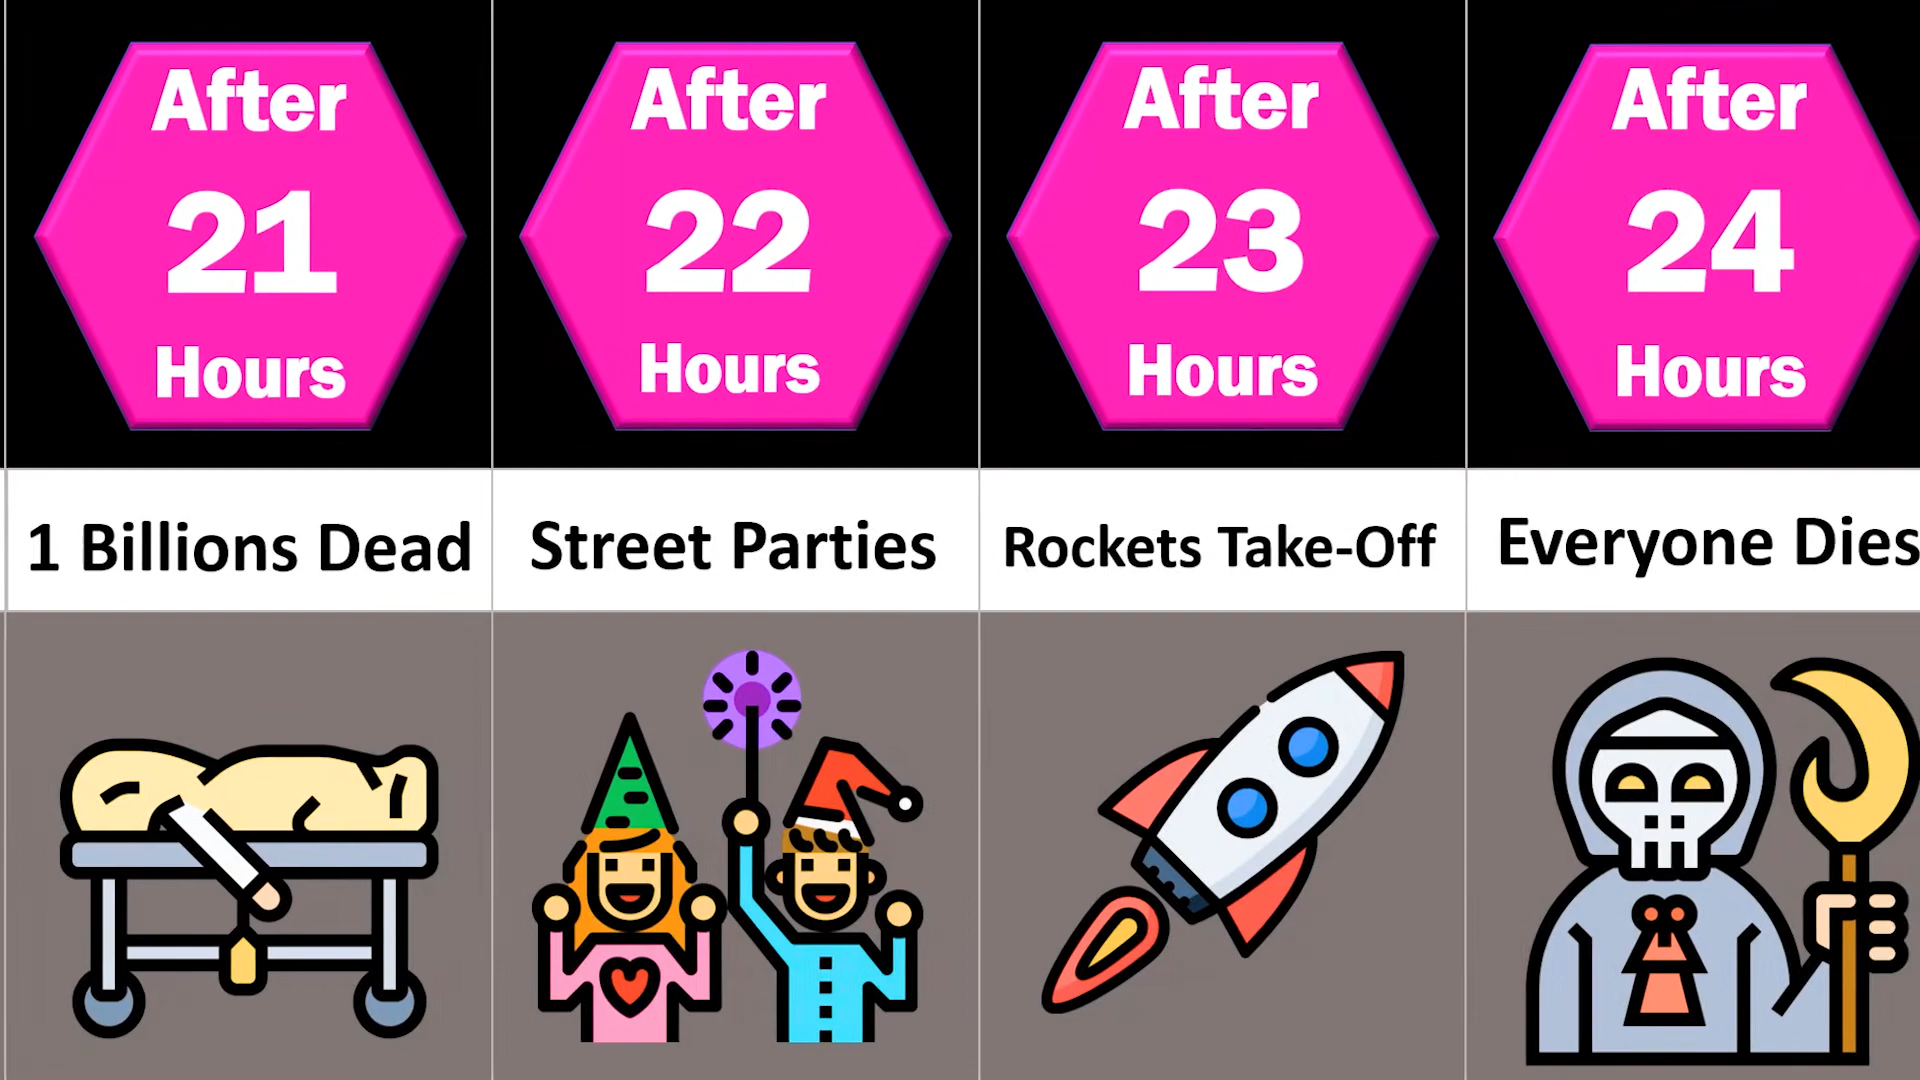 After
21
Hours
After
22
Hours
After
23
Hours
After
24
Hours
1 Billions Dead
Street Parties
Rockets Take-Off
Everyone Dies